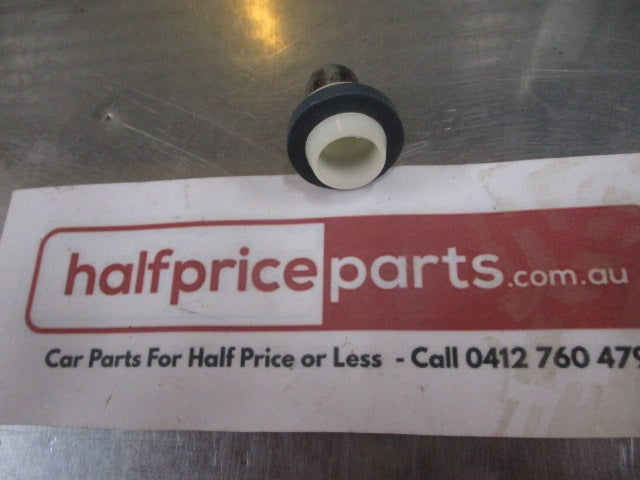 halfpriceparts.com.au
Car Parts For Half Price or Less - Call 0412 760 479